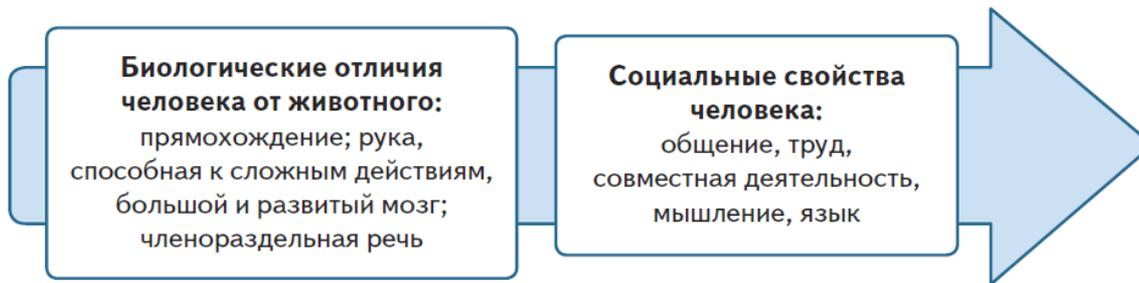 Биологические отличия
человека от животного:
прямохождение; рука,
способная к сложным действиям,
большой и развитый мозг;
членораздельная речь
Социальные свойства
человека:
общение, труд,
совместная деятельность,
мышление, язык